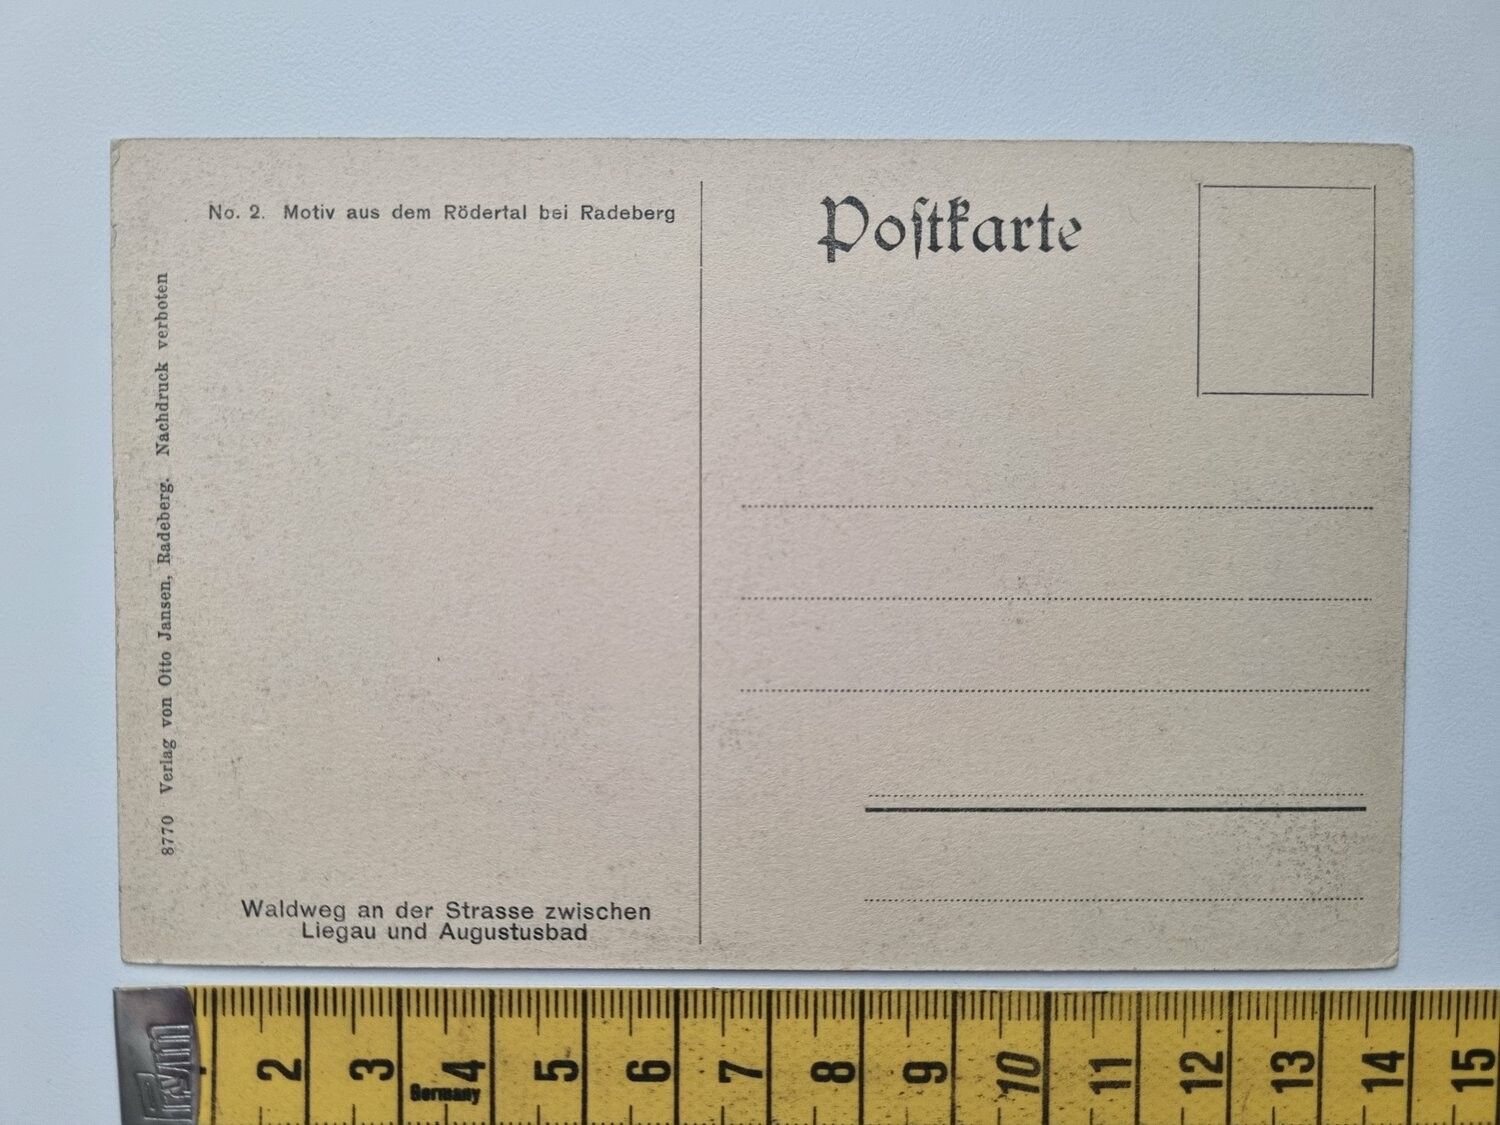 No. 2. Motiv aus dem Rödertal bei Radeberg
Poſtkarte
8770 Verlag von Otto Jansen, Radeberg. Nachdruck verboten
Waldweg an der Strasse zwischen
Liegau und Augustusbad
Prym
2 3 4 5 6 7 8 9 10 11 12 13 14 15
Germany